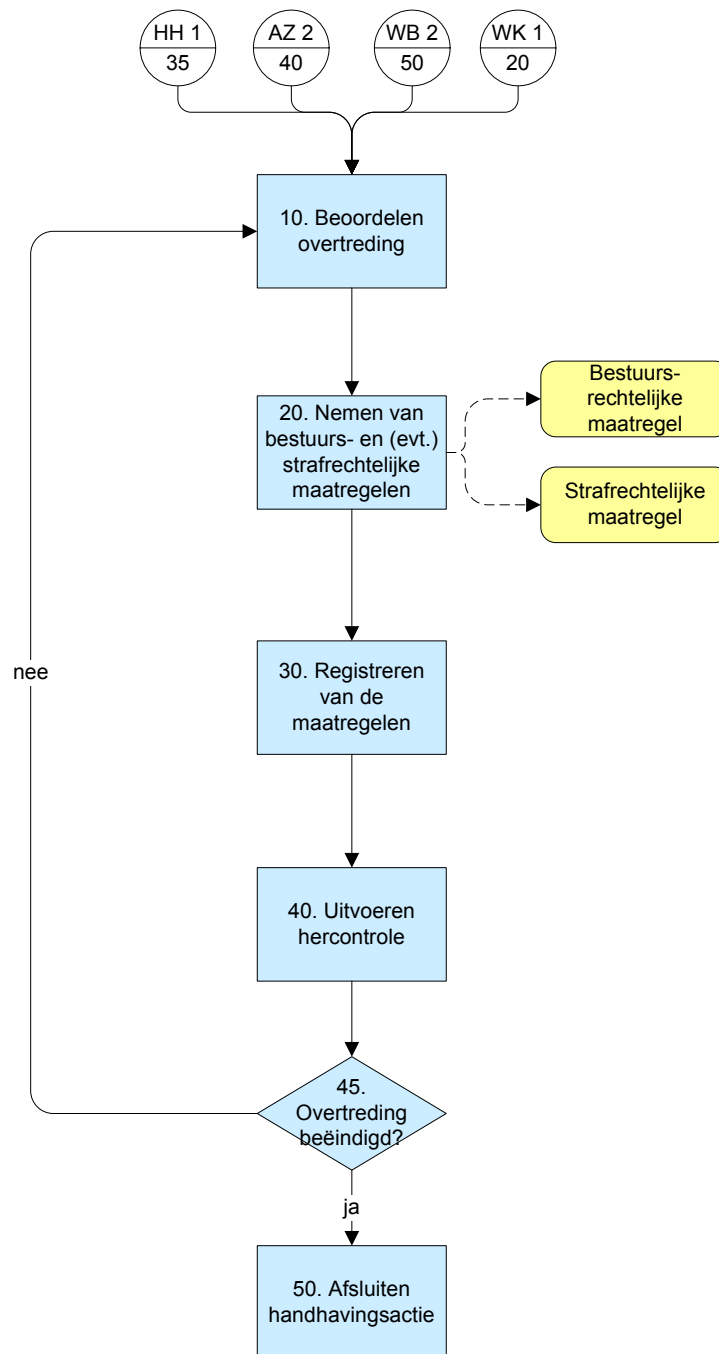 HH 1
35
AZ 2
40
WB 2
50
WK 1
20
10. Beoordelen
overtreding
20. Nemen van
bestuurs- en (evt.)
strafrechtelijke
maatregelen
Bestuurs-
rechtelijke
maatregel
Strafrechtelijke
maatregel
30. Registreren
van de
maatregelen
nee
40. Uitvoeren
hercontrole
45.
Overtreding
beëindigd?
ja
50. Afsluiten
handhavingsactie